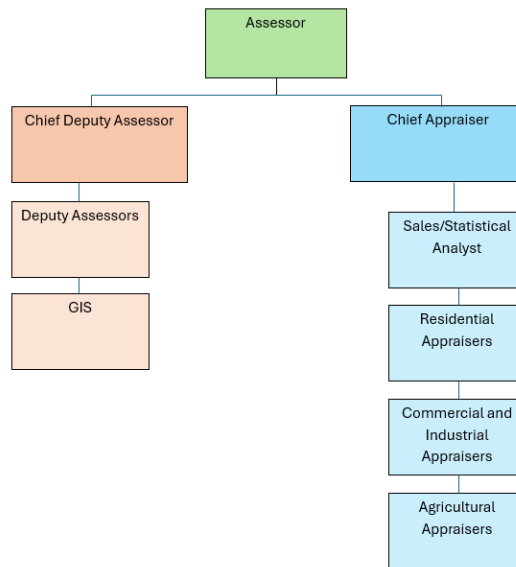 Assessor
Chief Deputy Assessor
Chief Appraiser
Deputy Assessors
Sales/Statistical
Analyst
GIS
Residential
Appraisers
Commercial and
Industrial
Appraisers
Agricultural
Appraisers